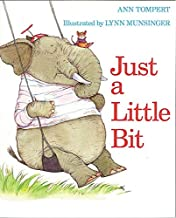 ANN TOMPERT
Illustrated by LYNN MUNSINGER
Just
a
Little
Bit